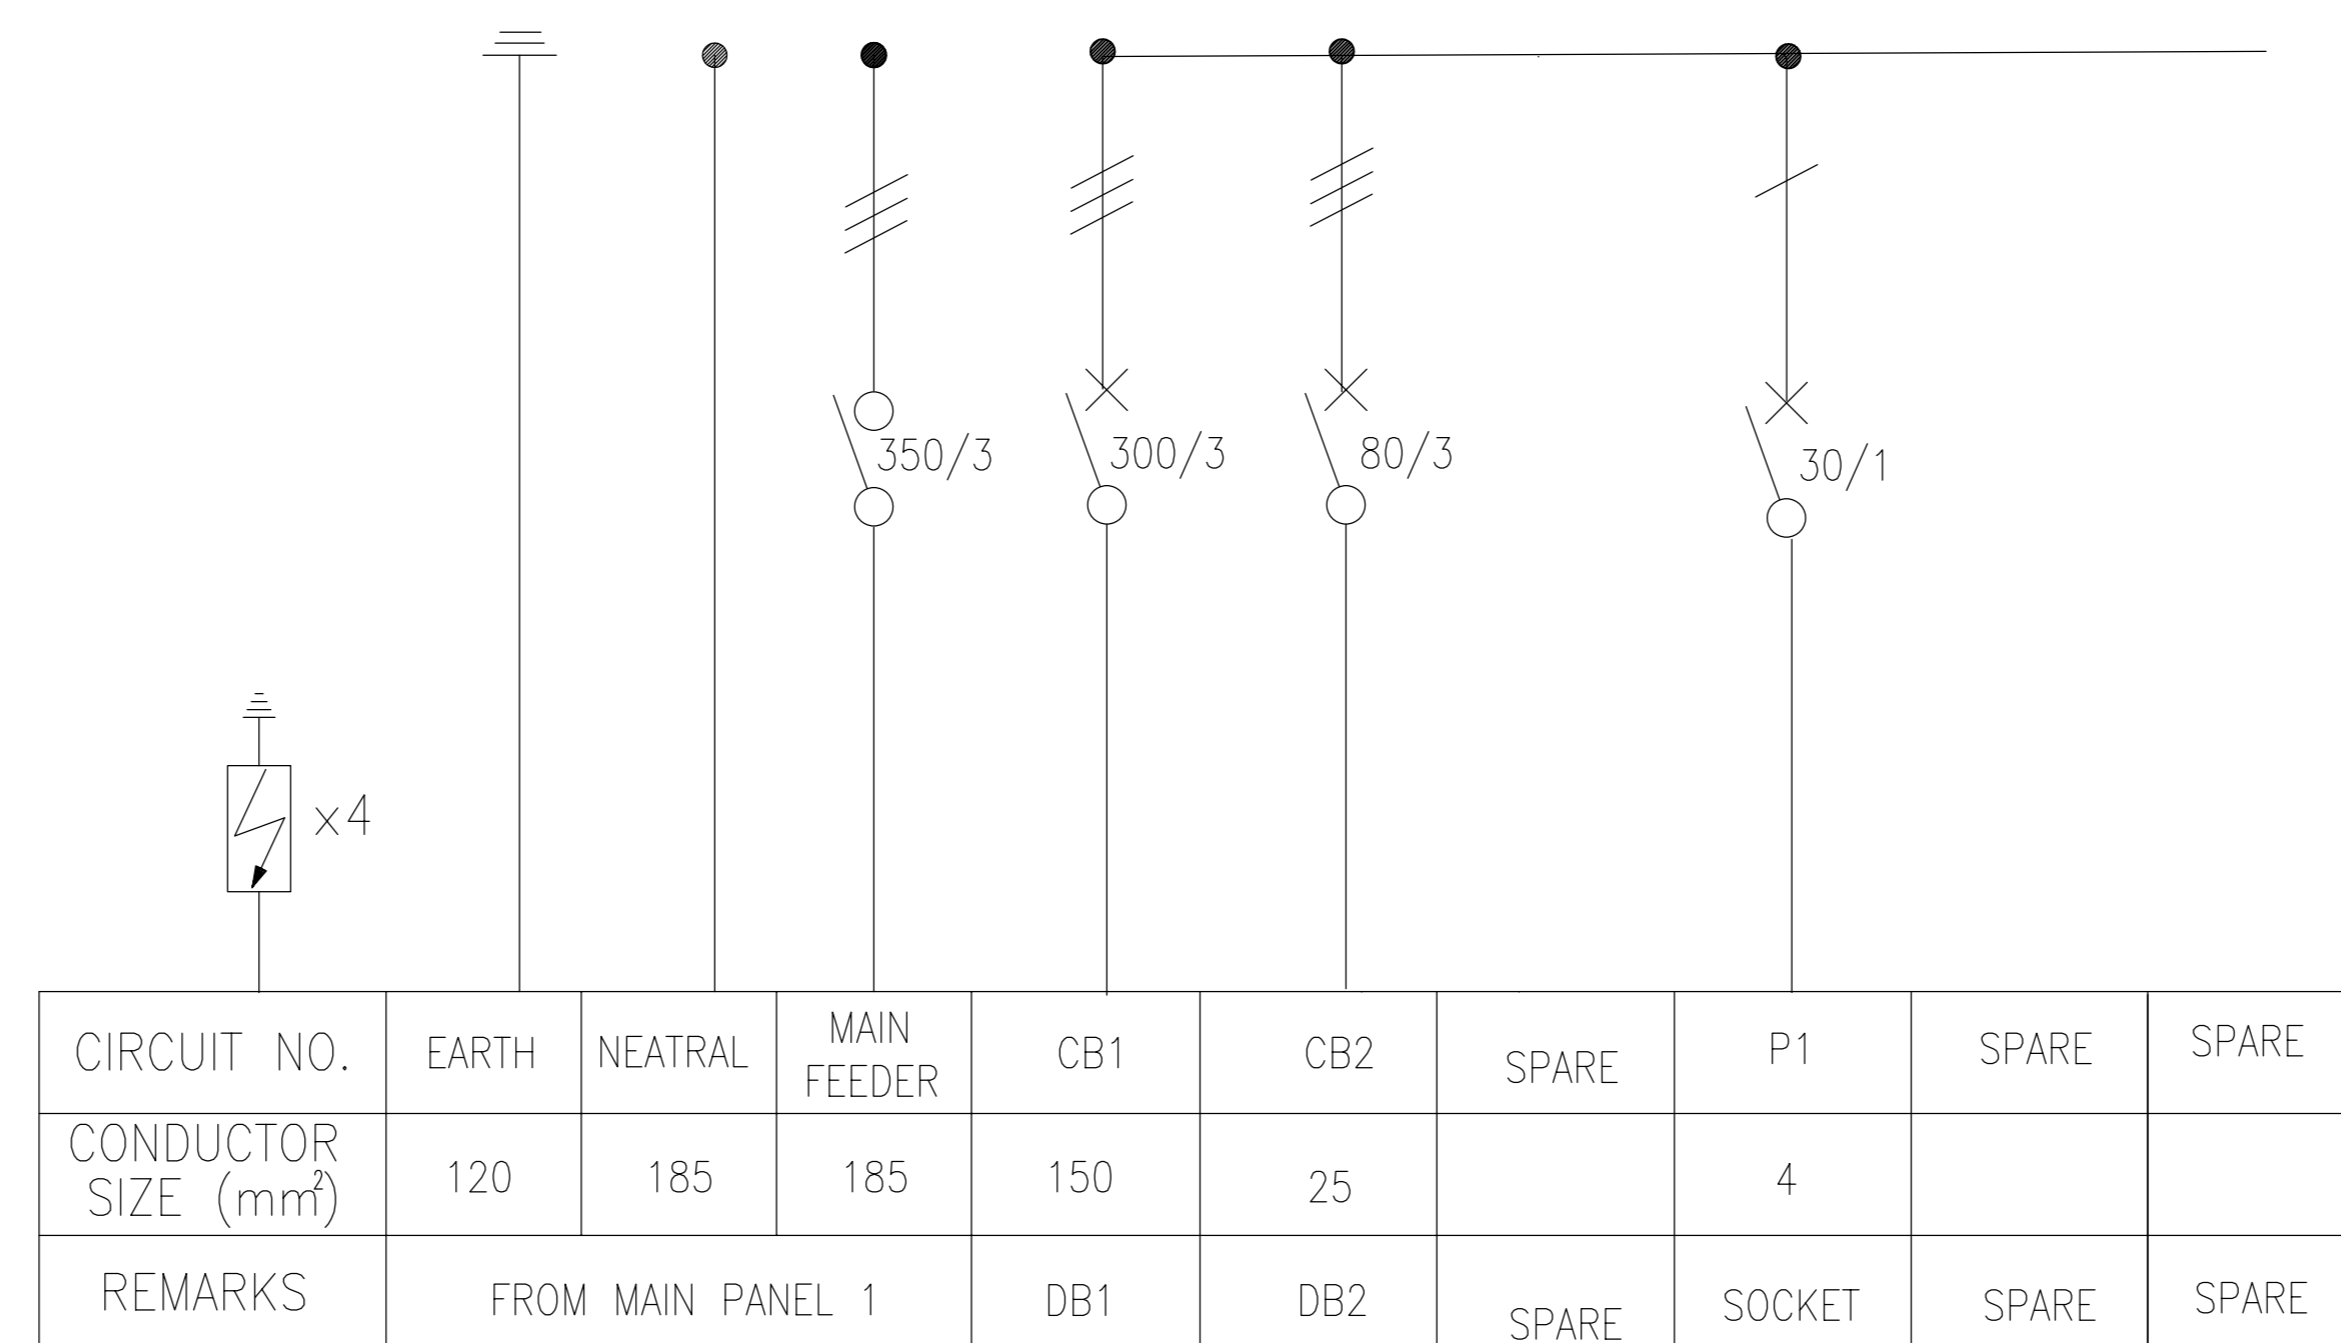 350/3
300/3
80/3
30/1
x4
CIRCUIT NO.
EARTH
NEATRAL
MAIN
FEEDER
CB1
CB2
SPARE
P1
SPARE
SPARE
CONDUCTOR
SIZE (mm²)
120
185
185
150
25
4
REMARKS
FROM MAIN PANEL 1
DB1
DB2
SPARE
SOCKET
SPARE
SPARE